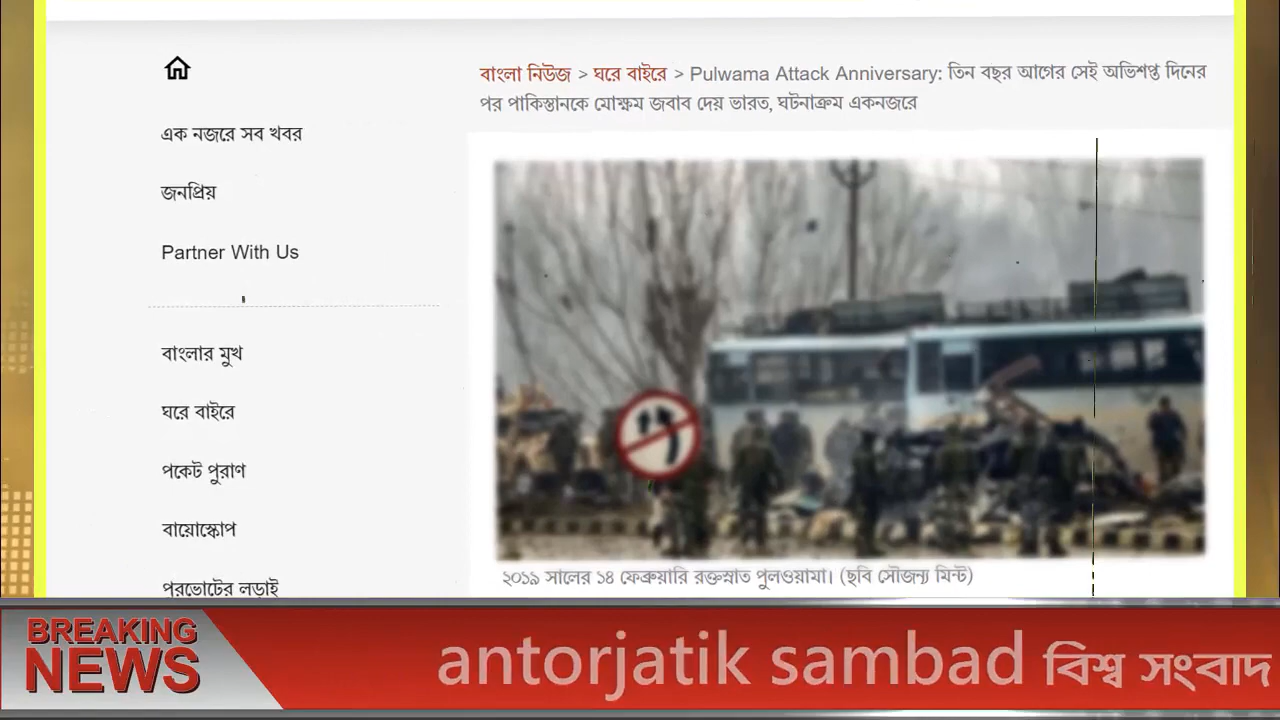 বাংলা নিউজ > ঘরে বাইরে > Pulwama Attack Anniversary: তিন বছর আগের সেই অভিশপ্ত দিনের
পর পাকিস্তানকে মোক্ষম জবাব দেয় ভারত, ঘটনাক্রম একনজরে
এক নজরে সব খবর
জনপ্রিয়
Partner With Us
বাংলার মুখ
ঘরে বাইরে
পকেট পুরাণ
বায়োস্কোপ
পুরভোটের লড়াই
২০১৯ সালের ১৪ ফেব্রুয়ারি রক্তস্নাত পুলওয়ামা। (ছবি সৌজন্য মিন্ট)
BREAKING
NEWS
antorjatik sambad বিশ্ব সংবাদ